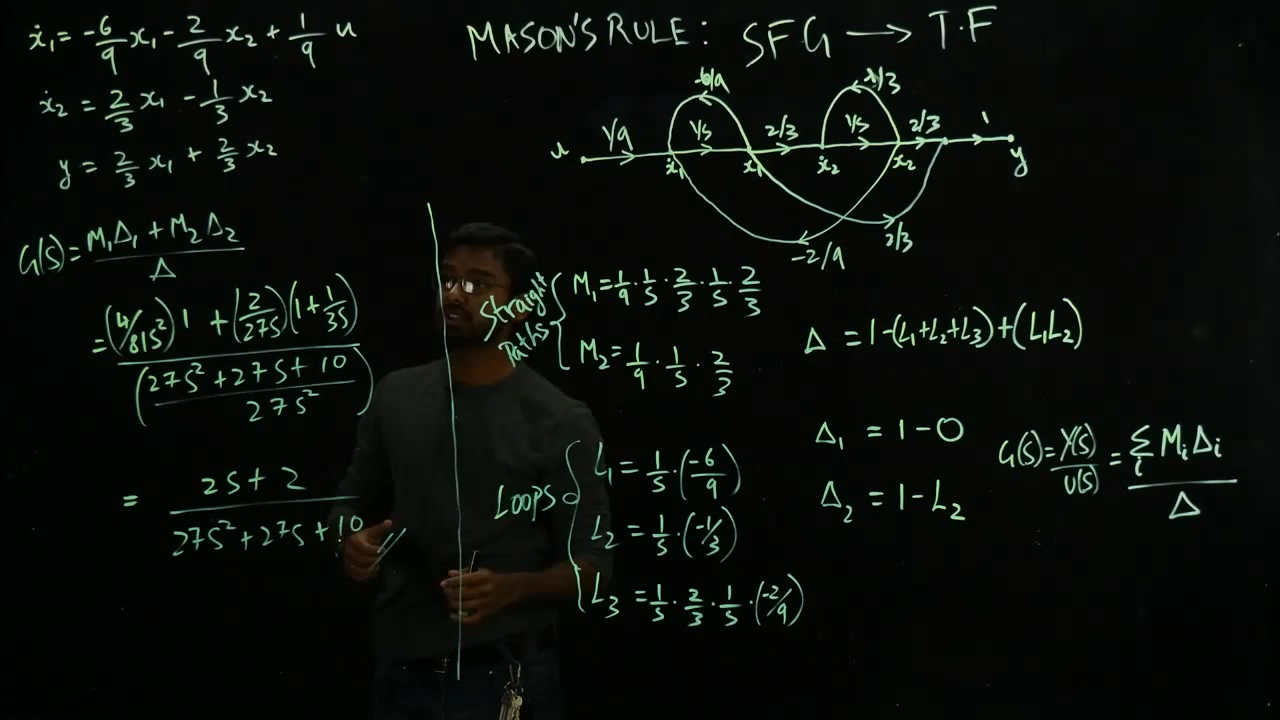 MASON'S RULE: SFG → T.F
ẋ₁ = -6/9 x₁ - 2/9 x₂ + 1/9 u
ẋ₂ = 2/3 x₁ - 1/3 x₂
y = 2/3 x₁ + 2/3 x₂
G(s) = (M₁Δ₁ + M₂Δ₂)/Δ
= ((4/81s²) 1 + (2/27s)(1 + 1/3s))/((27s² + 27s + 10)/27s²)
= (2s + 2)/(27s² + 27s + 10)
-6/9
1/9 1/s 2/3 1/s 2/3 1
u ẋ₁ x₁ ẋ₂ x₂ y
-2/9 2/3
Straight Paths
M₁ = 1/9 · 1/s · 2/3 · 1/s · 2/3
M₂ = 1/9 · 1/s · 2/3
LOOPS
L₁ = 1/s · (-6/9)
L₂ = 1/s · (-1/3)
L₃ = 1/s · 2/3 · 1/s · (-2/9)
Δ = 1 - (L₁ + L₂ + L₃) + (L₁L₂)
Δ₁ = 1 - 0
Δ₂ = 1 - L₂
G(s) = Y(s)/U(s) = Σᵢ MᵢΔᵢ/Δ